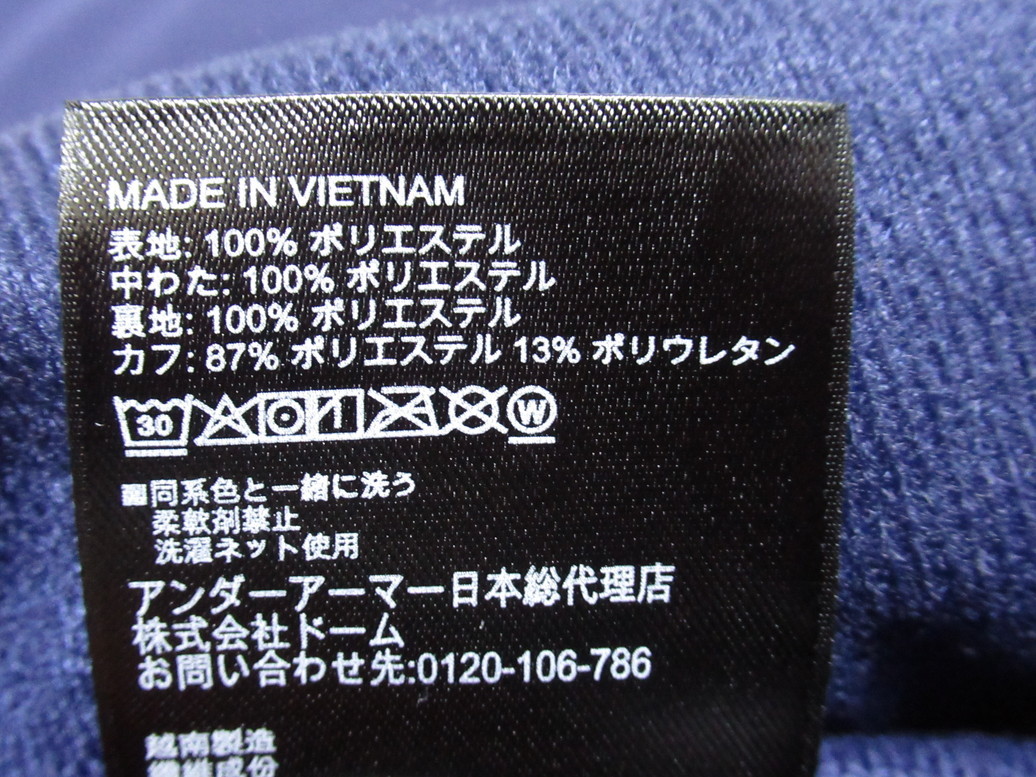 MADE IN VIETNAM
表地: 100% ポリエステル
中わた: 100% ポリエステル
裏地: 100% ポリエステル
カフ: 87% ポリエステル 13% ポリウレタン
30 W
同系色と一緒に洗う
柔軟剤禁止
洗濯ネット使用
アンダーアーマー日本総代理店
株式会社ドーム
お問い合わせ先:0120-106-786
越南製造
纖維成份